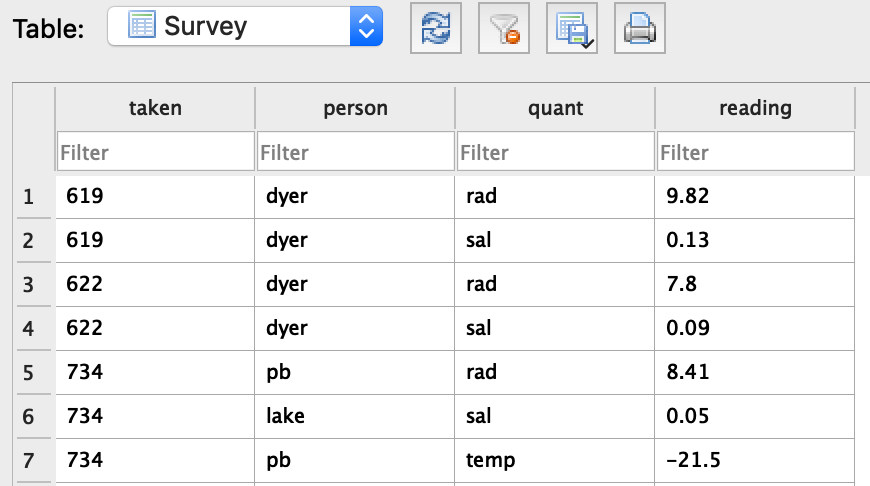 Table: Survey
taken person quant reading
Filter Filter Filter Filter
1 619 dyer rad 9.82
2 619 dyer sal 0.13
3 622 dyer rad 7.8
4 622 dyer sal 0.09
5 734 pb rad 8.41
6 734 lake sal 0.05
7 734 pb temp -21.5